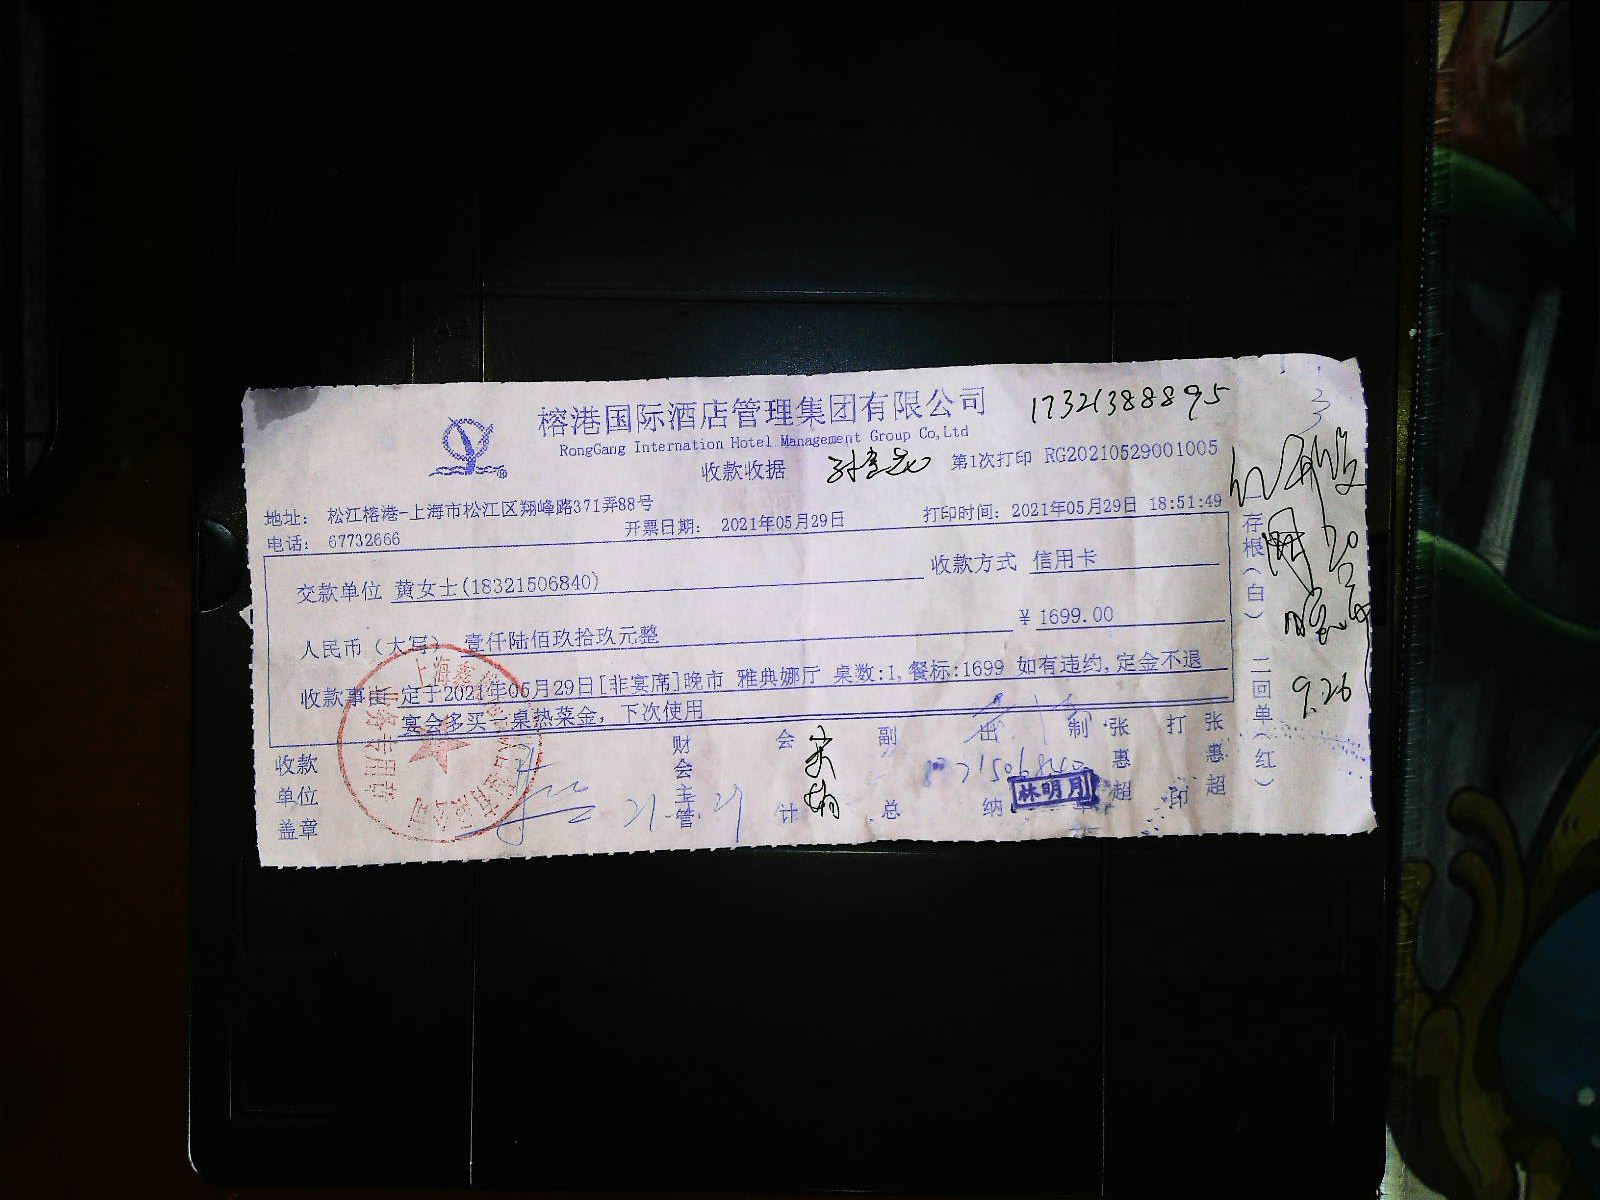 榕港国际酒店管理集团有限公司
17321388895
RongGang Internation Hotel Management Group Co,Ltd
收款收据
第1次打印 RG20210529001005
地址: 松江榕港-上海市松江区翔峰路371弄88号
电话: 67732666
开票日期: 2021年05月29日
打印时间: 2021年05月29日 18:51:49
交款单位 黄女士(18321506840)
收款方式 信用卡
人民币(大写) 壹仟陆佰玖拾玖元整
¥ 1699.00
收款事由 定于2021年05月29日[非宴席]晚市 雅典娜厅 桌数:1,餐标:1699 如有违约,定金不退
宴会多买一桌热菜金, 下次使用
收款单位盖章
财会主管
会计
副总
出纳
林明月
制单
张惠超
打印
张惠超
存根(白) 二回单(红)
9.26
上海鑫
业务专用章